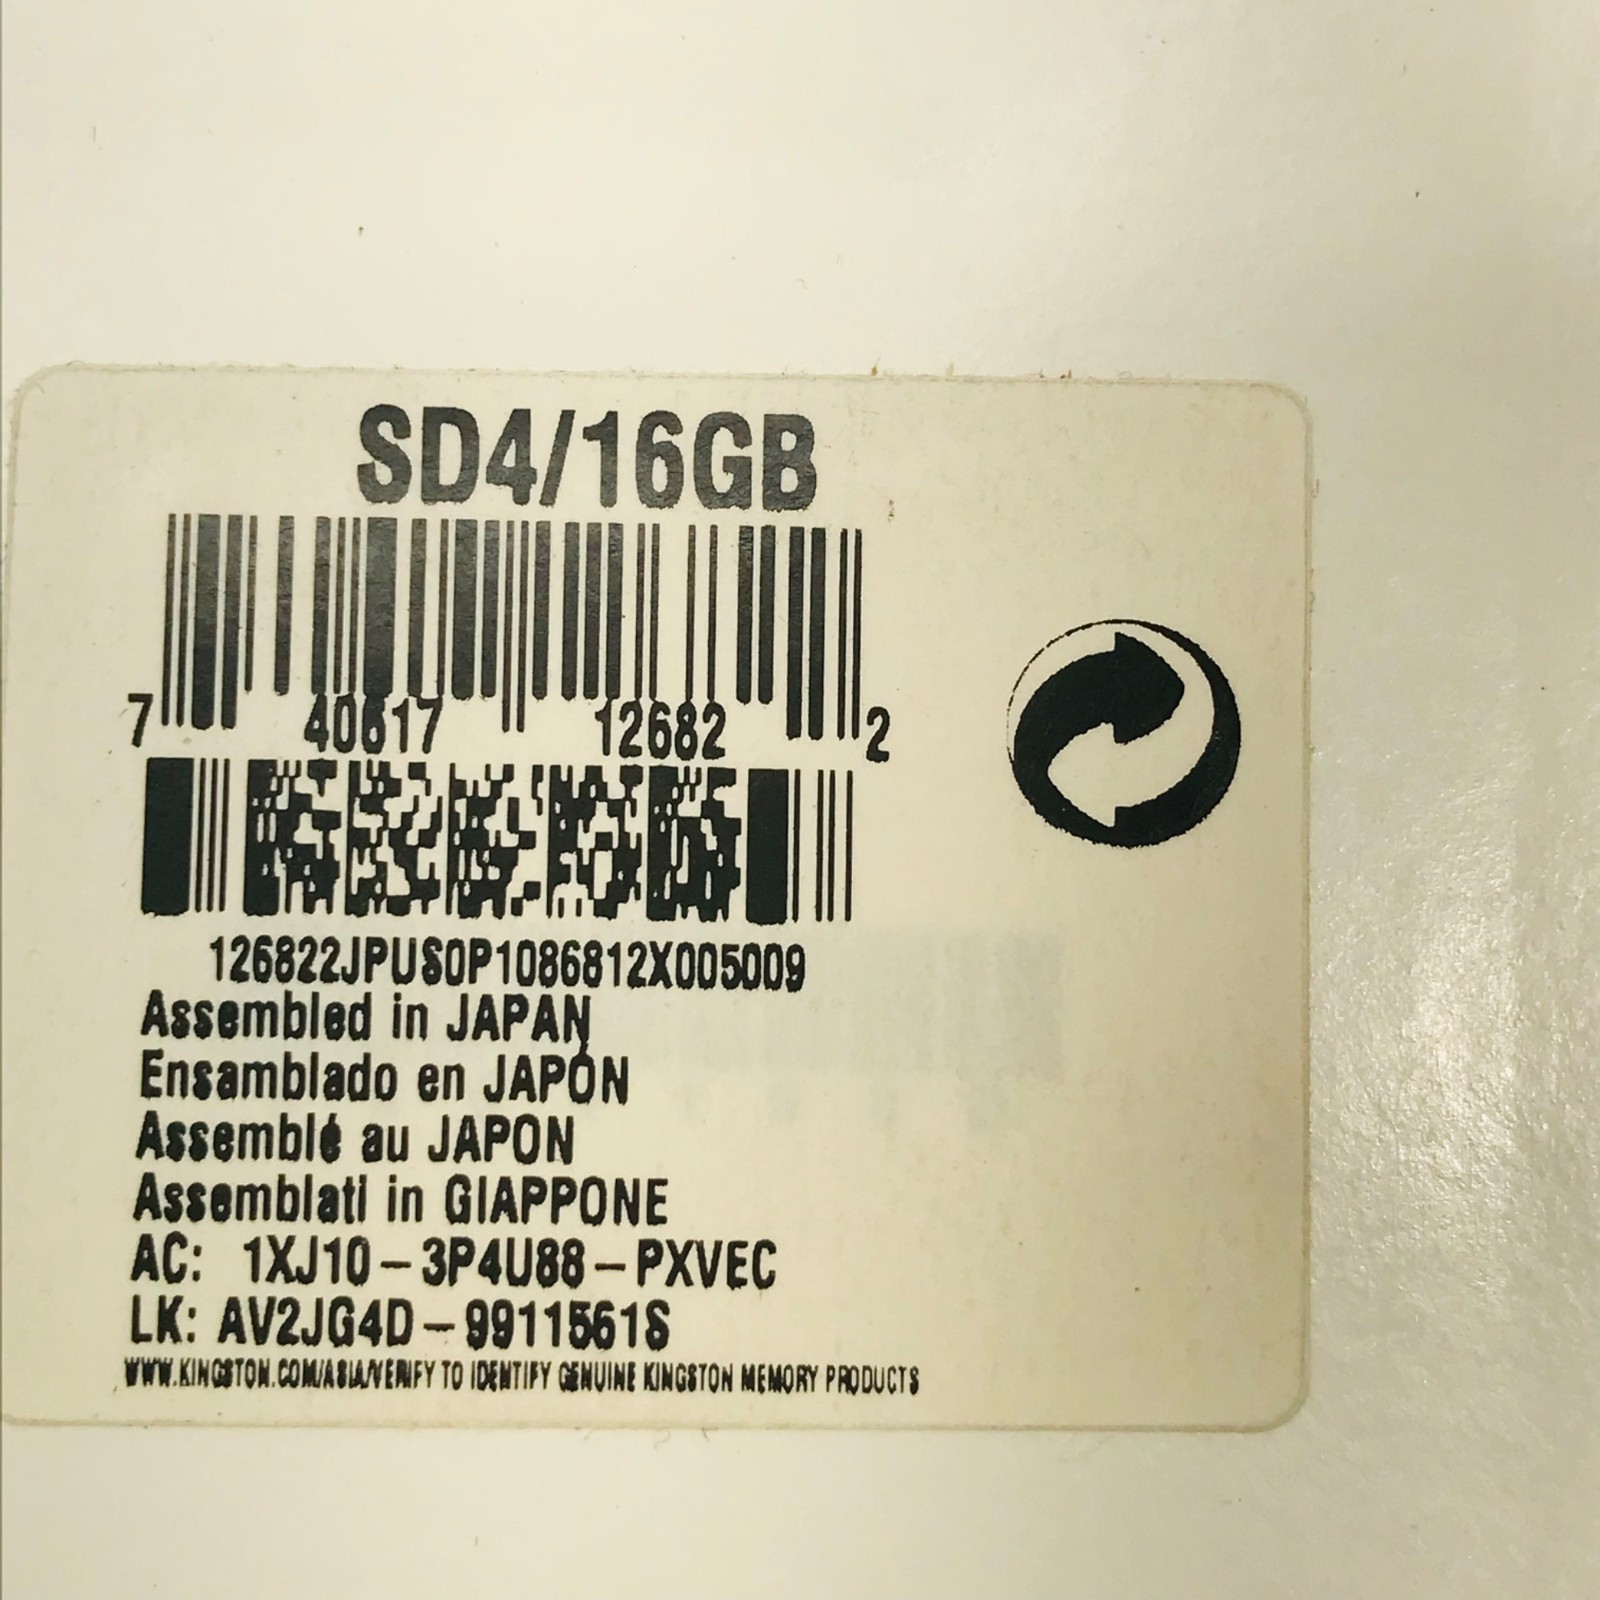 SD4/16GB
7 40617 12682 2
126822JPUS0P1086812X005009
Assembled in JAPAN
Ensamblado en JAPÓN
Assemblé au JAPON
Assemblati in GIAPPONE
AC: 1XJ10-3P4U88-PXVEC
LK: AV2JG4D-9911561S
WWW.KINGSTON.COM/ASIA/VERIFY TO IDENTIFY GENUINE KINGSTON MEMORY PRODUCTS